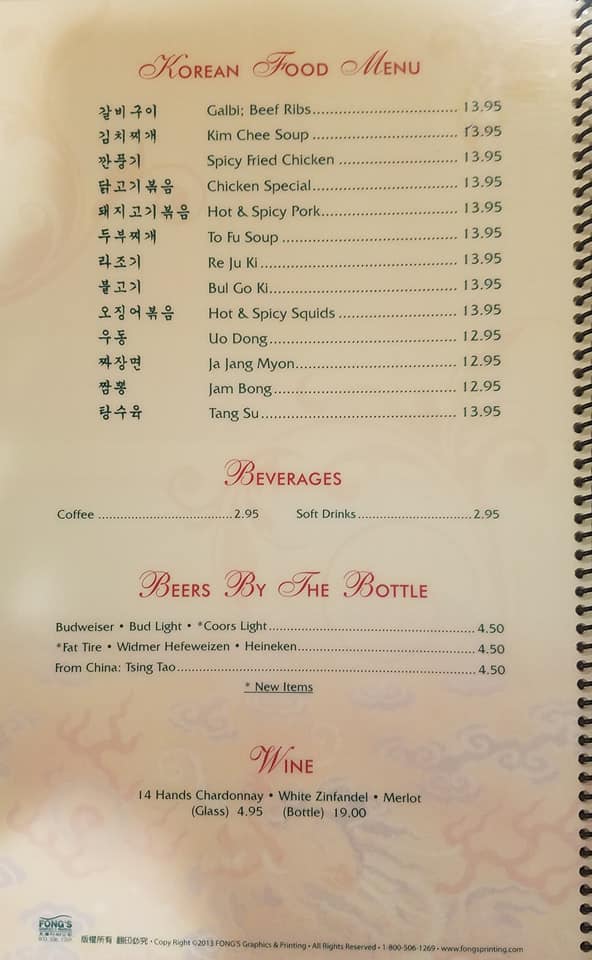 KOREAN FOOD MENU
갈비구이 Galbi; Beef Ribs 13.95
김치찌개 Kim Chee Soup 13.95
깐풍기 Spicy Fried Chicken 13.95
닭고기볶음 Chicken Special 13.95
돼지고기볶음 Hot & Spicy Pork 13.95
두부찌개 To Fu Soup 13.95
라조기 Re Ju Ki 13.95
불고기 Bul Go Ki 13.95
오징어볶음 Hot & Spicy Squids 13.95
우동 Uo Dong 12.95
짜장면 Ja Jang Myon 12.95
짬뽕 Jam Bong 12.95
탕수육 Tang Su 13.95
BEVERAGES
Coffee 2.95 Soft Drinks 2.95
BEERS BY THE BOTTLE
Budweiser • Bud Light • *Coors Light 4.50
*Fat Tire • Widmer Hefeweizen • Heineken 4.50
From China: Tsing Tao 4.50
* New Items
WINE
14 Hands Chardonnay • White Zinfandel • Merlot
(Glass) 4.95 (Bottle) 19.00
FONG'S
版權所有 翻印必究 • Copy Right ©2013 FONG'S Graphics & Printing • All Rights Reserved • 1-800-506-1269 • www.fongsprinting.com